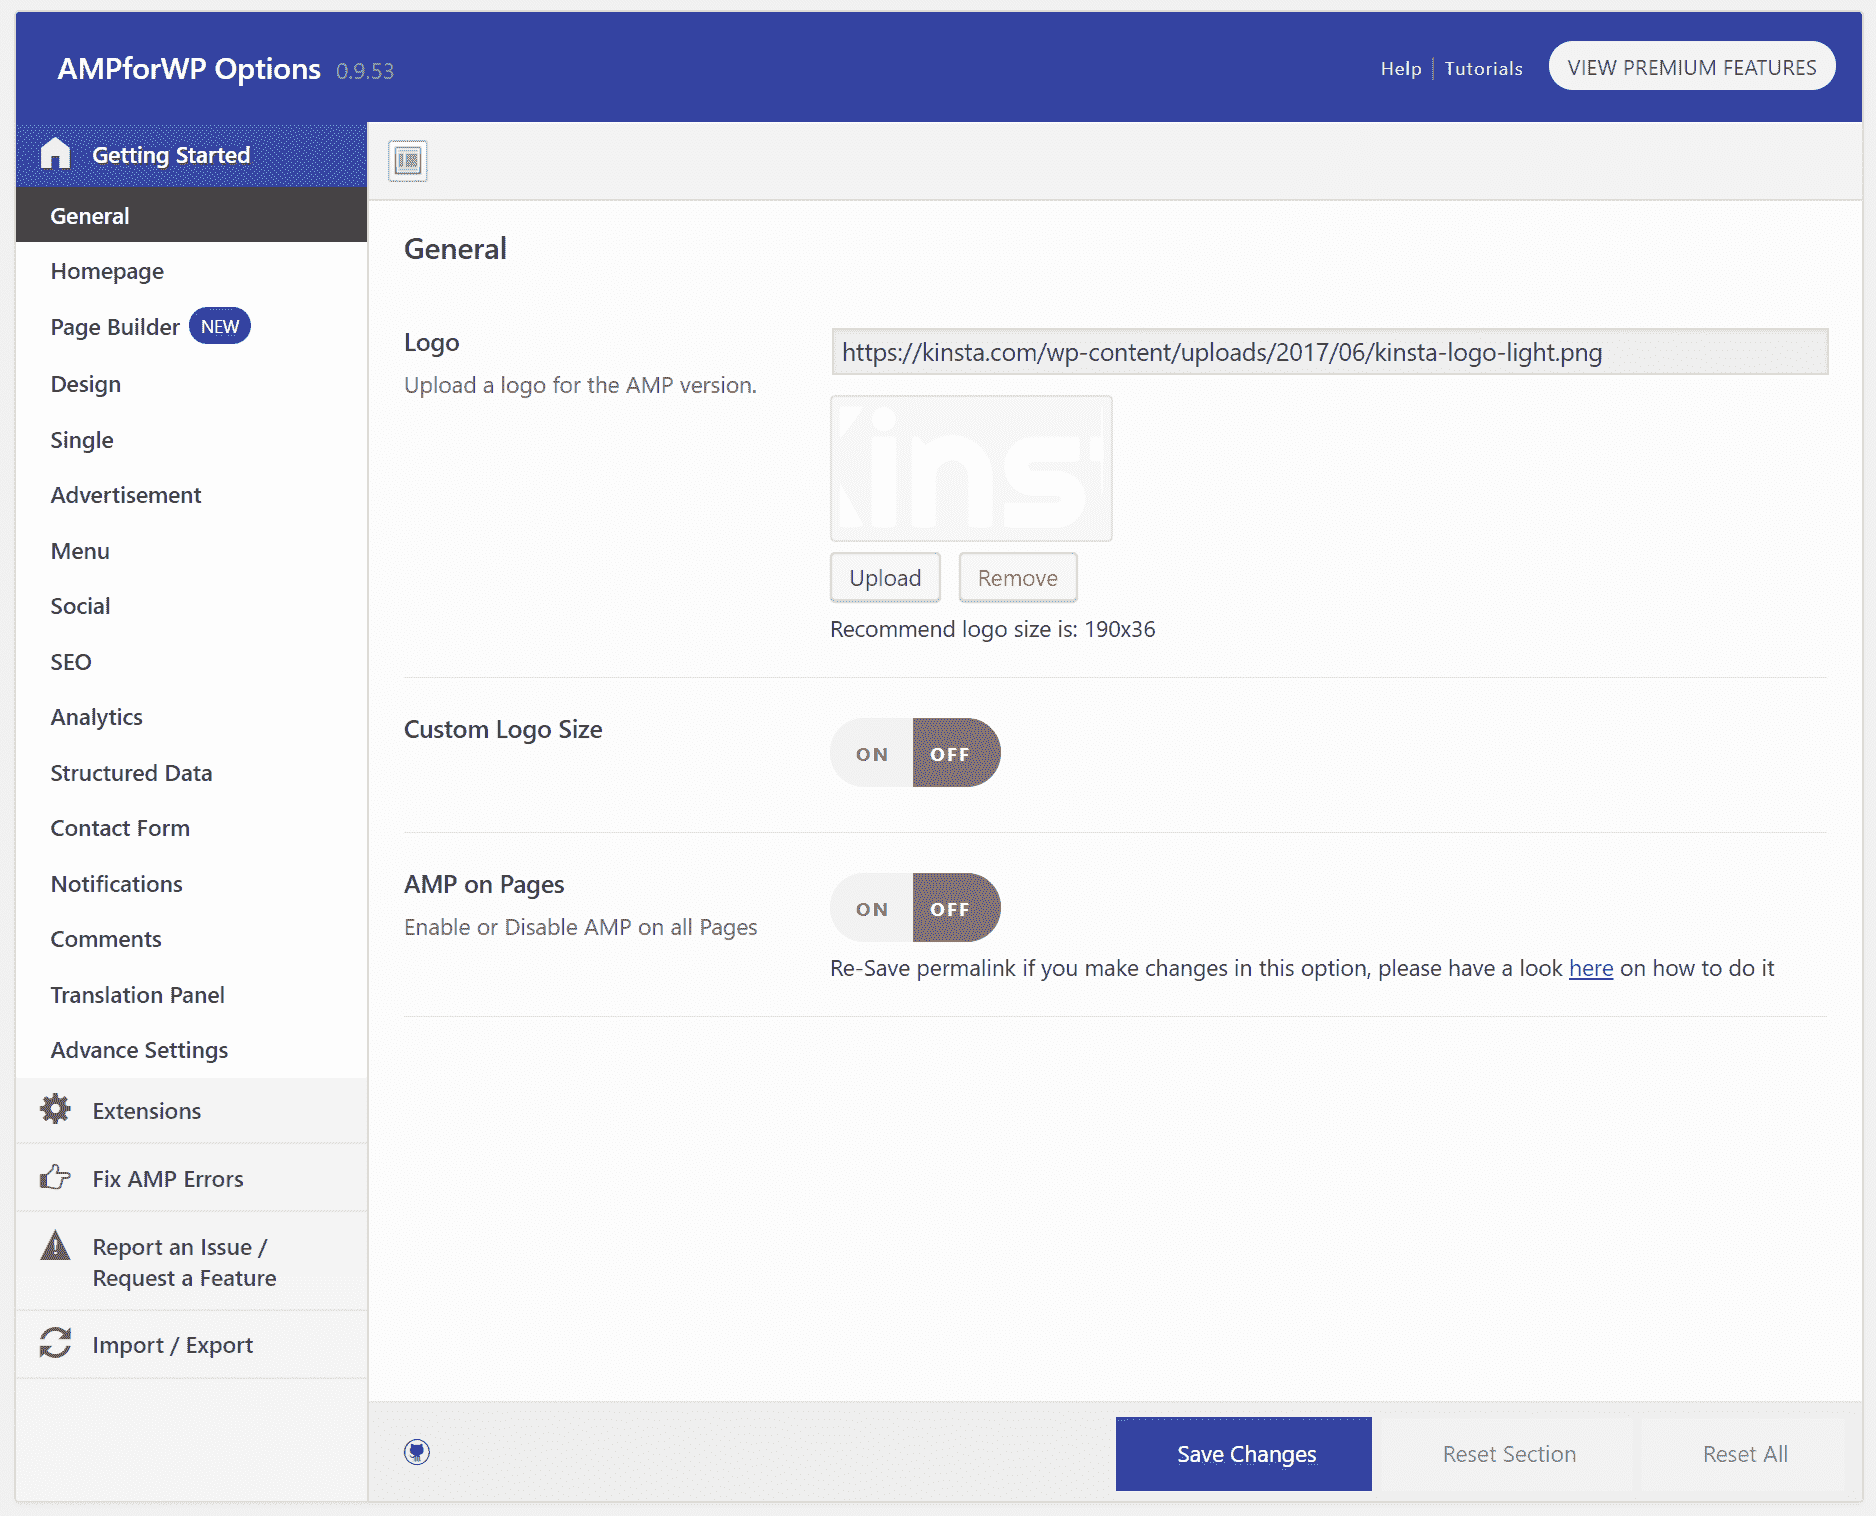 AMPforWP Options 0.9.53
Help Tutorials VIEW PREMIUM FEATURES
Getting Started
General
Homepage
Page Builder NEW
Design
Single
Advertisement
Menu
Social
SEO
Analytics
Structured Data
Contact Form
Notifications
Comments
Translation Panel
Advance Settings
Extensions
Fix AMP Errors
Report an Issue /
Request a Feature
Import / Export
General
Logo
Upload a logo for the AMP version.
https://kinsta.com/wp-content/uploads/2017/06/kinsta-logo-light.png
Kinst
Upload Remove
Recommend logo size is: 190x36
Custom Logo Size
ON OFF
AMP on Pages
Enable or Disable AMP on all Pages
ON OFF
Re-Save permalink if you make changes in this option, please have a look here on how to do it
Save Changes Reset Section Reset All